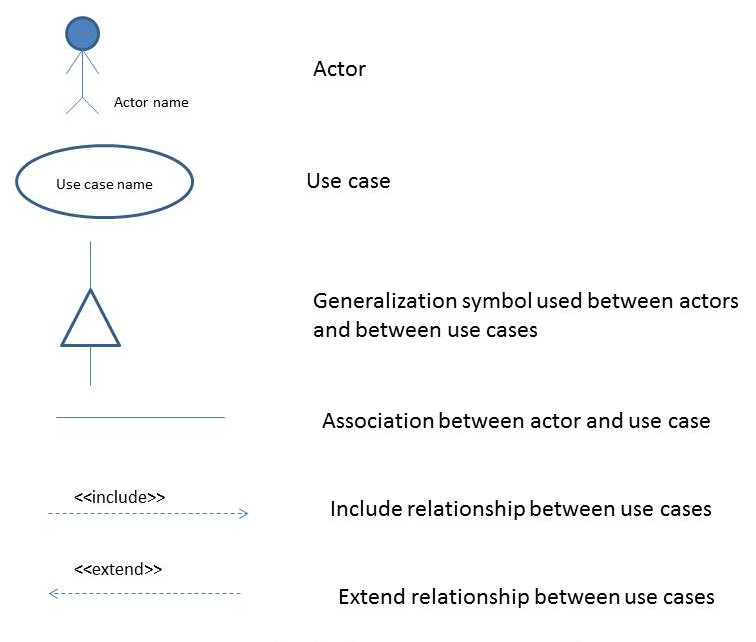 Actor
Actor name
Use case name
Use case
Generalization symbol used between actors
and between use cases
Association between actor and use case
<<include>>
Include relationship between use cases
<<extend>>
Extend relationship between use cases